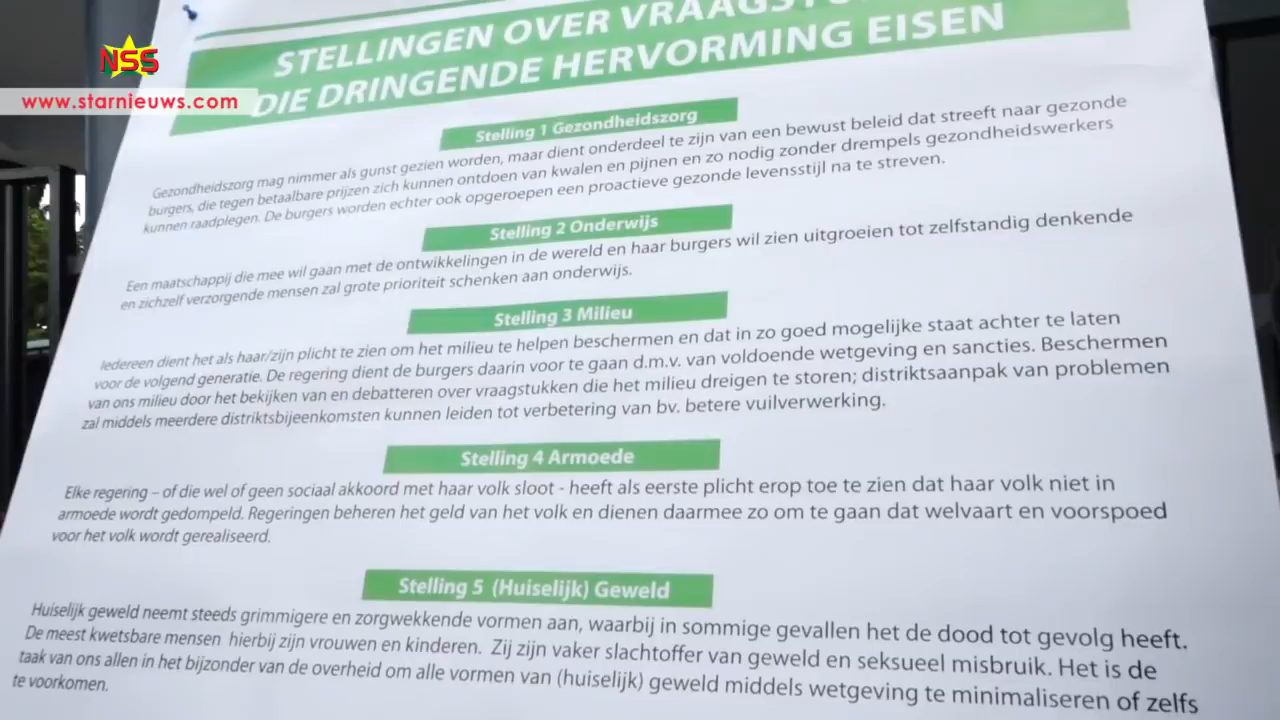 NSS
www.starnieuws.com
STELLINGEN OVER
DIE DRINGENDE HERVORMING EISEN
Stelling 1 Gezondheidszorg
Gezondheidszorg mag nimmer als gunst gezien worden, maar dient onderdeel te zijn van een bewust beleid dat streeft naar gezonde
burgers, die tegen betaalbare prijzen zich kunnen ontdoen van kwalen en pijnen en zo nodig zonder drempels gezondheidswerkers
kunnen raadplegen. De burgers worden echter ook opgeroepen een proactieve gezonde levensstijl na te streven.
Stelling 2 Onderwijs
Een maatschappij die mee wil gaan met de ontwikkelingen in de wereld en haar burgers wil zien uitgroeien tot zelfstandig denkende
en zichzelf verzorgende mensen zal grote prioriteit schenken aan onderwijs.
Stelling 3 Milieu
Iedereen dient het als haar/zijn plicht te zien om het milieu te helpen beschermen en dat in zo goed mogelijke staat achter te laten
voor de volgend generatie. De regering dient de burgers daarin voor te gaan d.m.v. van voldoende wetgeving en sancties. Beschermen
van ons milieu door het bekijken van en debatteren over vraagstukken die het milieu dreigen te storen; distriktsaanpak van problemen
zal middels meerdere distriktsbijeenkomsten kunnen leiden tot verbetering van bv. betere vuilverwerking.
Stelling 4 Armoede
Elke regering – of die wel of geen sociaal akkoord met haar volk sloot - heeft als eerste plicht erop toe te zien dat haar volk niet in
armoede wordt gedompeld. Regeringen beheren het geld van het volk en dienen daarmee zo om te gaan dat welvaart en voorspoed
voor het volk wordt gerealiseerd.
Stelling 5 (Huiselijk) Geweld
Huiselijk geweld neemt steeds grimmigere en zorgwekkende vormen aan, waarbij in sommige gevallen het de dood tot gevolg heeft.
De meest kwetsbare mensen hierbij zijn vrouwen en kinderen. Zij zijn vaker slachtoffer van geweld en seksueel misbruik. Het is de
taak van ons allen in het bijzonder van de overheid om alle vormen van (huiselijk) geweld middels wetgeving te minimaliseren of zelfs
te voorkomen.